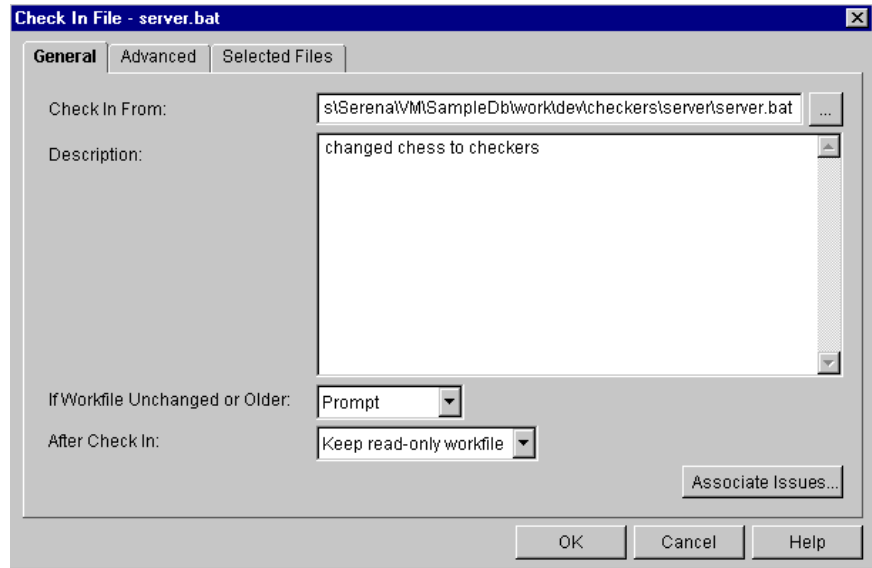 Check In File - server.bat
General Advanced Selected Files
Check In From: s\Serena\VM\SampleDb\work\dev\checkers\server\server.bat ...
Description: changed chess to checkers
If Workfile Unchanged or Older: Prompt
After Check In: Keep read-only workfile
Associate Issues...
OK Cancel Help